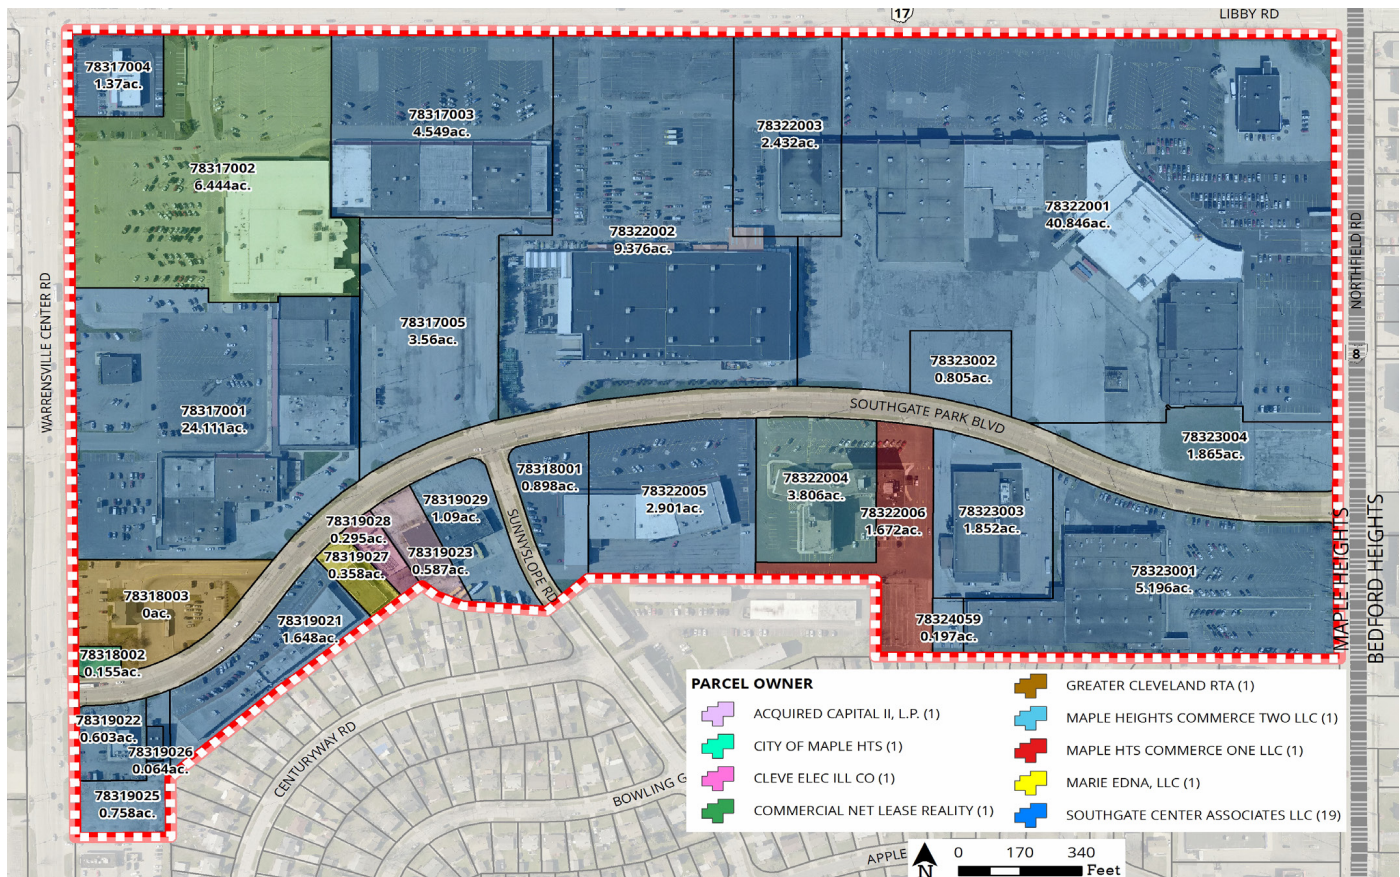 17
LIBBY RD
78317004
1.37ac.
78317003
4.549ac.
78322003
2.432ac.
78317002
6.444ac.
78322001
40.846ac.
78322002
9.376ac.
WARRENSVILLE CENTER RD
NORTHFIELD RD
8
78317005
3.56ac.
78323002
0.805ac.
78317001
24.111ac.
SOUTHGATE PARK BLVD
78323004
1.865ac.
78318001
0.898ac.
78322004
3.806ac.
78322005
2.901ac.
78319029
1.09ac.
78322006
1.672ac.
78323003
1.852ac.
78319028
0.295ac.
SUNNYSLOPE RD
78319027
0.358ac.
78319023
0.587ac.
MAPLE HEIGHTS
BEDFORD HEIGHTS
78323001
5.196ac.
78318003
0ac.
78319021
1.648ac.
78324059
0.197ac.
78318002
0.155ac.
78319022
0.603ac.
78319026
0.064ac.
78319025
0.758ac.
CENTURYWAY RD
BOWLING G
APPLE
PARCEL OWNER
ACQUIRED CAPITAL II, L.P. (1)
CITY OF MAPLE HTS (1)
CLEVE ELEC ILL CO (1)
COMMERCIAL NET LEASE REALITY (1)
GREATER CLEVELAND RTA (1)
MAPLE HEIGHTS COMMERCE TWO LLC (1)
MAPLE HTS COMMERCE ONE LLC (1)
MARIE EDNA, LLC (1)
SOUTHGATE CENTER ASSOCIATES LLC (19)
N
0 170 340
Feet